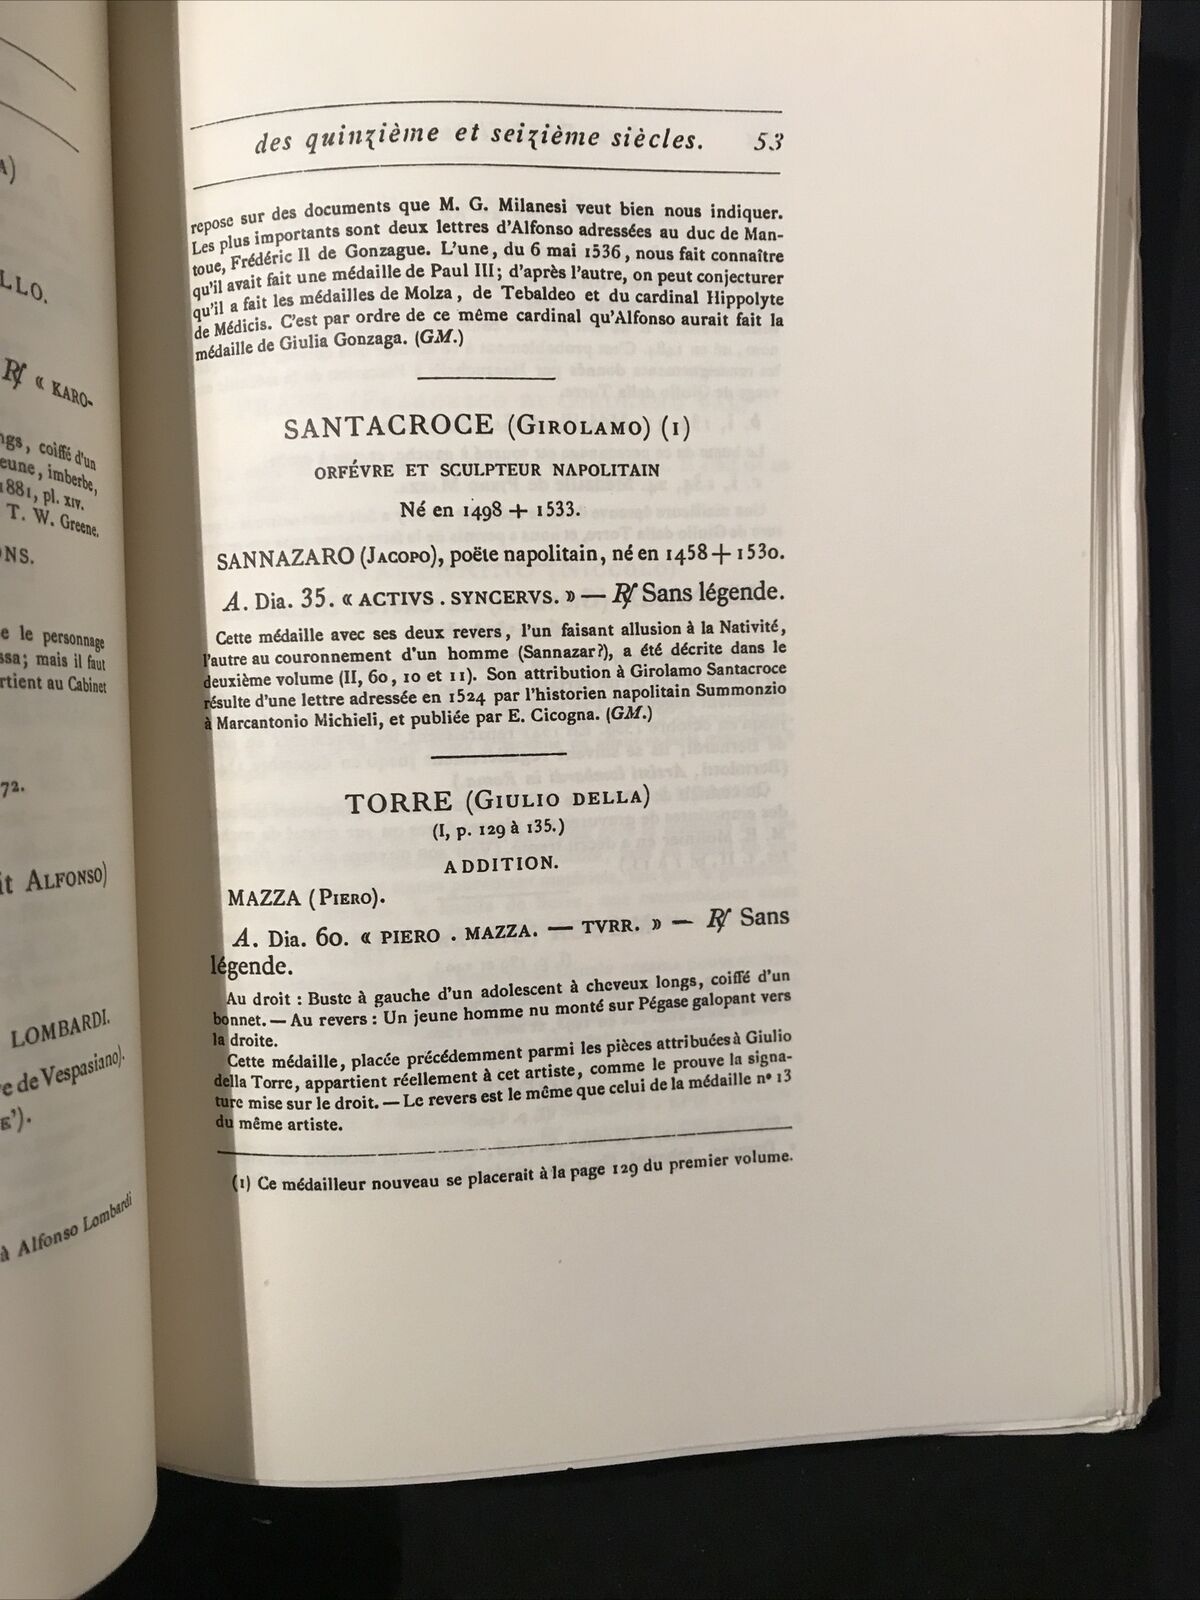 A)
LLO.
℟ « KARO-
ngs, coiffé d'un
eune, imberbe,
1881, pl. XIV.
T. W. Greene.
ONS.
e le personnage
ssa; mais il faut
rtient au Cabinet
72.
it ALFONSO)
LOMBARDI.
re de Vespasiano).
E').
à Alfonso Lombardi
des quinzième et seizième siècles. 53
repose sur des documents que M. G. Milanesi veut bien nous indiquer.
Les plus importants sont deux lettres d'Alfonso adressées au duc de Man-
toue, Frédéric II de Gonzague. L'une, du 6 mai 1536, nous fait connaître
qu'il avait fait une médaille de Paul III; d'après l'autre, on peut conjecturer
qu'il a fait les médailles de Molza, de Tebaldeo et du cardinal Hippolyte
de Médicis. C'est par ordre de ce même cardinal qu'Alfonso aurait fait la
médaille de Giulia Gonzaga. (GM.)
SANTACROCE (GIROLAMO) (1)
ORFÉVRE ET SCULPTEUR NAPOLITAIN
Né en 1498 + 1533.
SANNAZARO (JACOPO), poëte napolitain, né en 1458 + 1530.
A. Dia. 35. « ACTIVS . SYNCERVS. » — ℟ Sans légende.
Cette médaille avec ses deux revers, l'un faisant allusion à la Nativité,
l'autre au couronnement d'un homme (Sannazar?), a été décrite dans le
deuxième volume (II, 60, 10 et 11). Son attribution à Girolamo Santacroce
résulte d'une lettre adressée en 1524 par l'historien napolitain Summonzio
à Marcantonio Michieli, et publiée par E. Cicogna. (GM.)
TORRE (GIULIO DELLA)
(I, p. 129 à 135.)
ADDITION.
MAZZA (PIERO).
A. Dia. 60. « PIERO . MAZZA. — TVRR. » — ℟ Sans
légende.
Au droit : Buste à gauche d'un adolescent à cheveux longs, coiffé d'un
bonnet. — Au revers : Un jeune homme nu monté sur Pégase galopant vers
la droite.
Cette médaille, placée précédemment parmi les pièces attribuées à Giulio
della Torre, appartient réellement à cet artiste, comme le prouve la signa-
ture mise sur le droit. — Le revers est le même que celui de la médaille n° 13
du même artiste.
(1) Ce médailleur nouveau se placerait à la page 129 du premier volume.